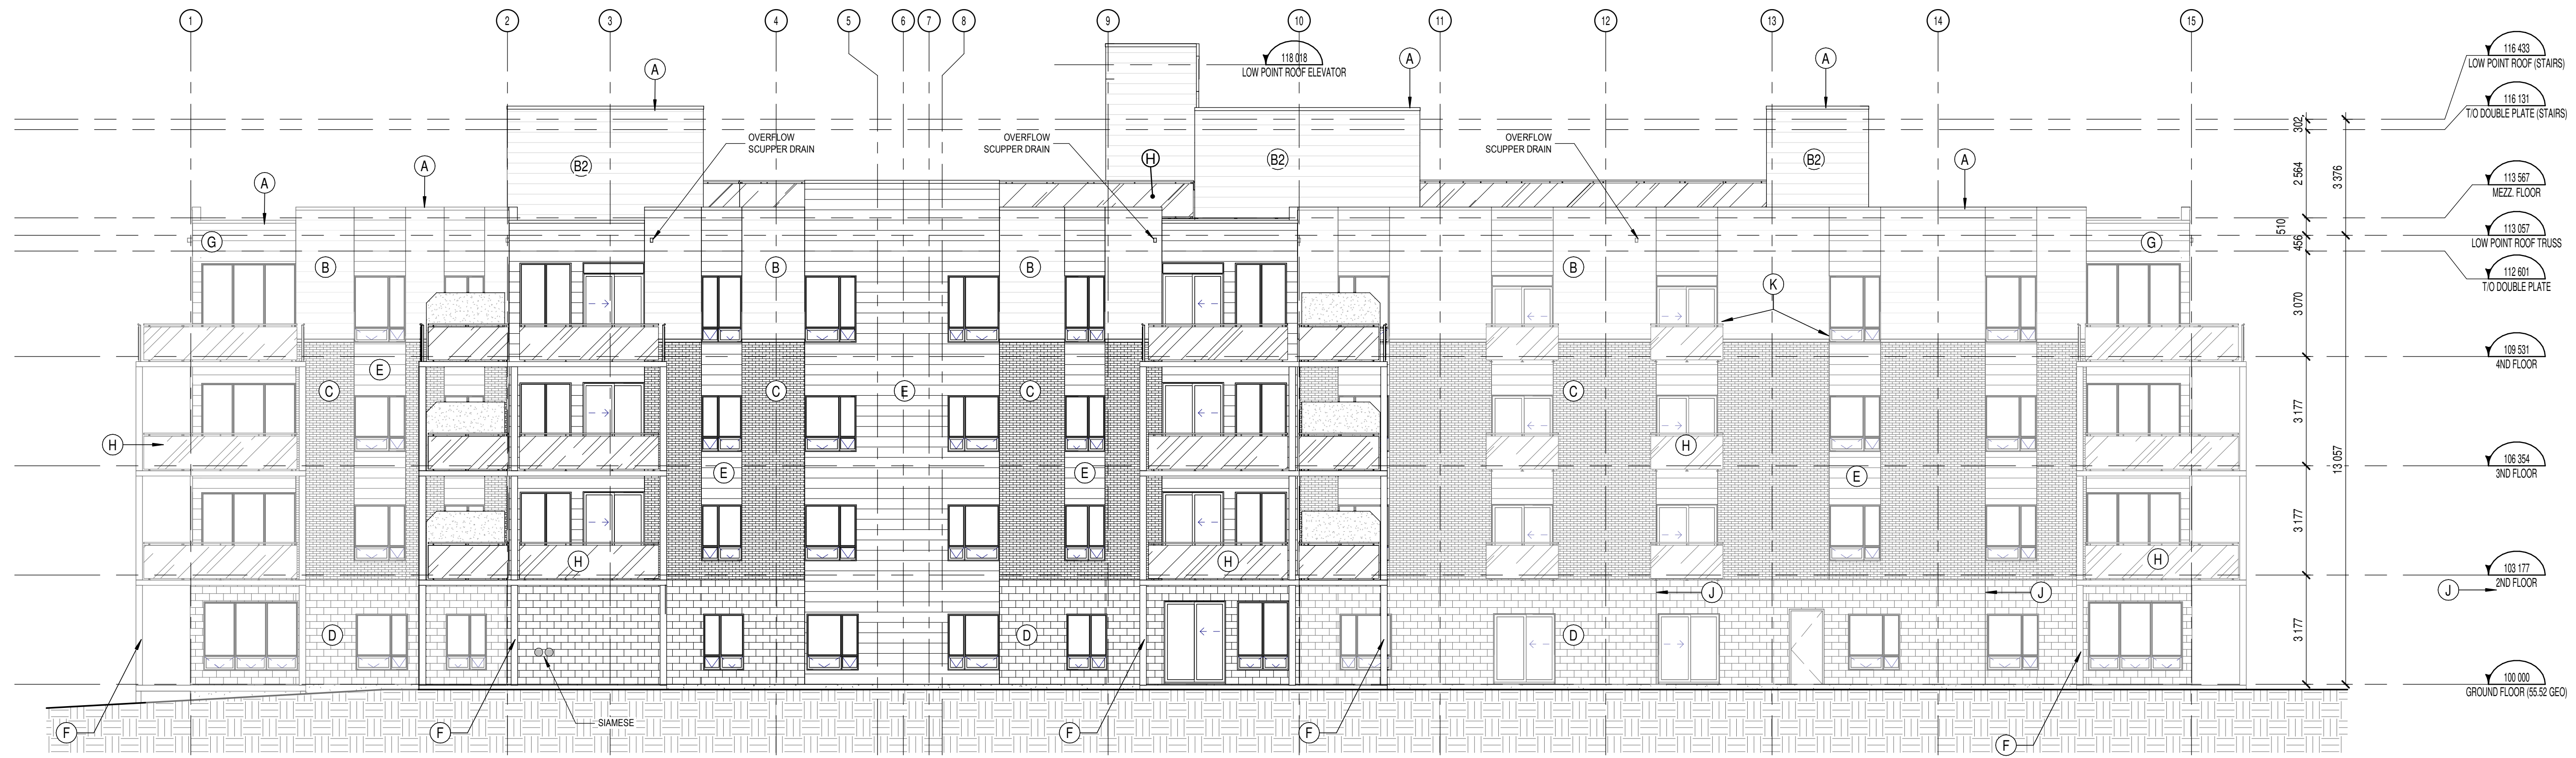 1 2 3 4 5 6 7 8 9 10 11 12 13 14 15
116 433
LOW POINT ROOF (STAIRS)
118 018
LOW POINT ROOF ELEVATOR
A A A
116 131
T/O DOUBLE PLATE (STAIRS)
302
OVERFLOW
SCUPPER DRAIN
OVERFLOW
SCUPPER DRAIN
OVERFLOW
SCUPPER DRAIN
B2 H B2 B2
A A A
2 564
3 376
113 567
MEZZ. FLOOR
510
113 057
LOW POINT ROOF TRUSS
G G
456
B B B B
K
112 601
T/O DOUBLE PLATE
3 070
109 531
4ND FLOOR
E
C C E C C
3 177
H H
13 057
106 354
3ND FLOOR
E E E
3 177
H H H
103 177
2ND FLOOR
J J J
D D D
3 177
100 000
GROUND FLOOR (55.52 GEO)
SIAMESE
F F F F F